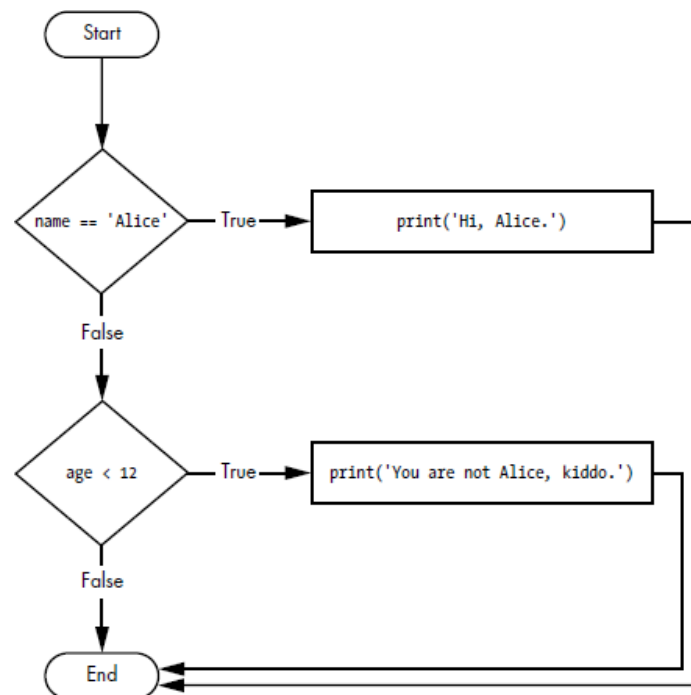 Start
name == 'Alice'
True
print('Hi, Alice.')
False
age < 12
True
print('You are not Alice, kiddo.')
False
End